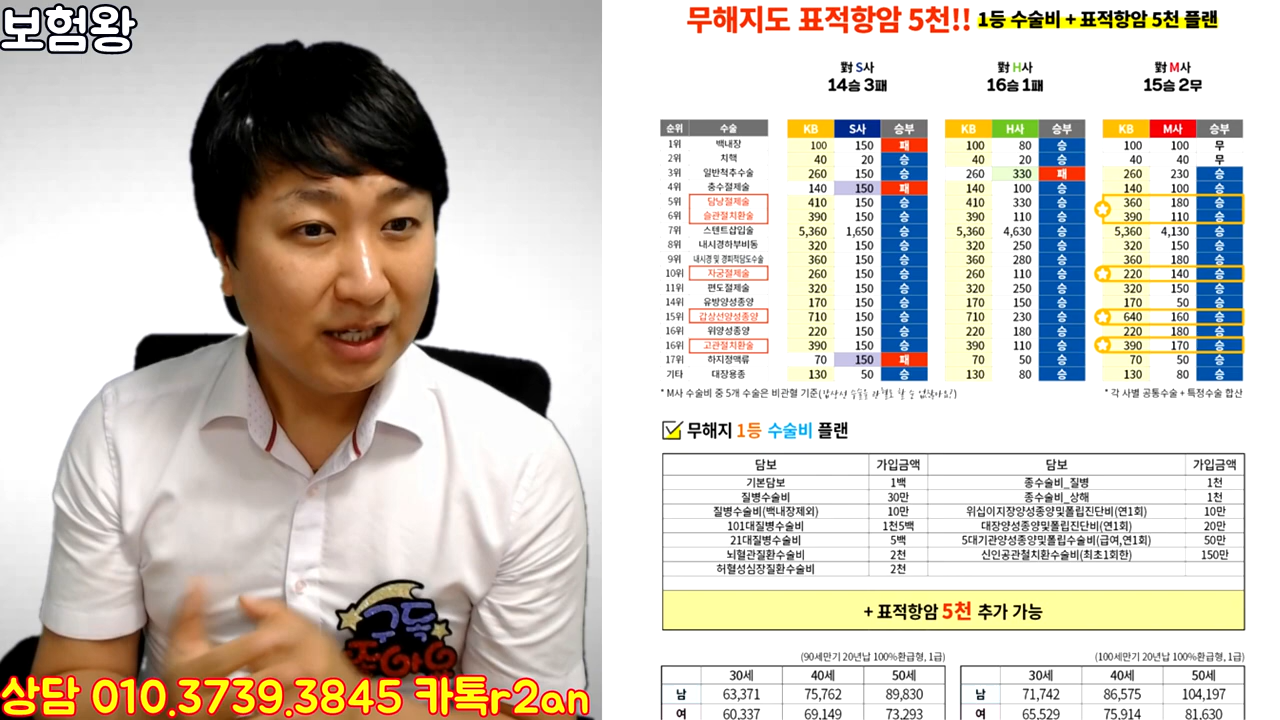 보험왕
구독
좋아요
상담 010.3739.3845 카톡r2an
무해지도 표적항암 5천!! 1등 수술비 + 표적항암 5천 플랜
對 S사 對 H사 對 M사
14승 3패 16승 1패 15승 2무
순위 수술 KB S사 승부 KB H사 승부 KB M사 승부
1위 백내장 100 150 패 100 80 승 100 100 무
2위 치핵 40 20 승 40 20 승 40 40 무
3위 일반척추수술 260 150 승 260 330 패 260 230 승
4위 충수절제술 140 150 패 140 100 승 140 100 승
5위 담낭절제술 410 150 승 410 330 승 360 180 승
6위 슬관절치환술 390 150 승 390 110 승 390 110 승
7위 스텐트삽입술 5,360 1,650 승 5,360 4,630 승 5,360 4,130 승
8위 내시경하부비동 320 150 승 320 250 승 320 150 승
9위 내시경 및 경피적담도수술 360 150 승 360 280 승 360 180 승
10위 자궁절제술 260 150 승 260 110 승 220 140 승
11위 편도절제술 320 150 승 320 250 승 320 150 승
14위 유방양성종양 170 150 승 170 150 승 170 50 승
15위 갑상선양성종양 710 150 승 710 230 승 640 160 승
16위 위양성종양 220 150 승 220 180 승 220 180 승
16위 고관절치환술 390 150 승 390 110 승 390 170 승
17위 하지정맥류 70 150 패 70 50 승 70 50 승
기타 대장용종 130 50 승 130 80 승 130 80 승
* M사 수술비 중 5개 수술은 비관혈 기준 * 각 사별 공통수술 + 특정수술 합산
무해지 1등 수술비 플랜
담보 가입금액 담보 가입금액
기본담보 1백 종수술비_질병 1천
질병수술비 30만 종수술비_상해 1천
질병수술비(백내장제외) 10만 위십이지장양성종양및폴립진단비(연1회) 10만
101대질병수술비 1천5백 대장양성종양및폴립진단비(연1회) 20만
21대질병수술비 5백 5대기관양성종양및폴립수술비(급여,연1회) 50만
뇌혈관질환수술비 2천 신인공관절치환수술비(최초1회한) 150만
허혈성심장질환수술비 2천
+ 표적항암 5천 추가 가능
(90세만기 20년납 100%환급형, 1급) (100세만기 20년납 100%환급형, 1급)
30세 40세 50세 30세 40세 50세
남 63,371 75,762 89,830 남 71,742 86,575 104,197
여 60,337 69,149 73,293 여 65,529 75,914 81,630